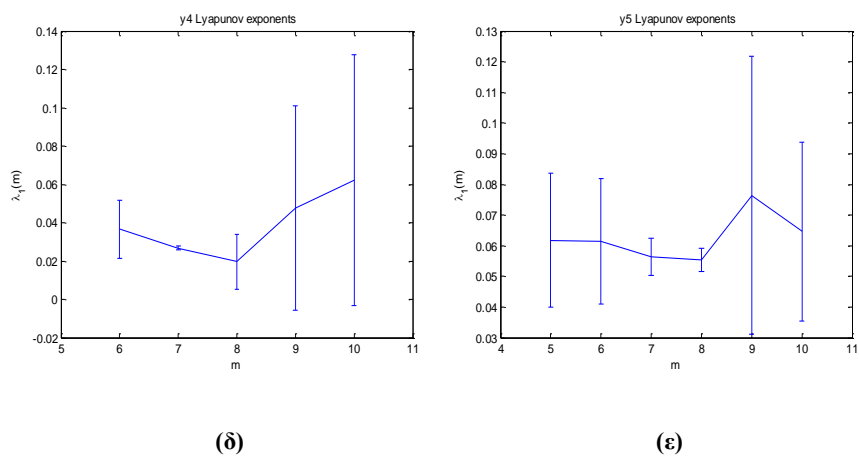 y4 Lyapunov exponents
0.14
0.12
0.1
0.08
0.06
0.04
0.02
0
-0.02
λ1(m)
5 6 7 8 9 10 11
m
(δ)
y5 Lyapunov exponents
0.13
0.12
0.11
0.1
0.09
0.08
0.07
0.06
0.05
0.04
0.03
λ1(m)
4 5 6 7 8 9 10 11
m
(ε)